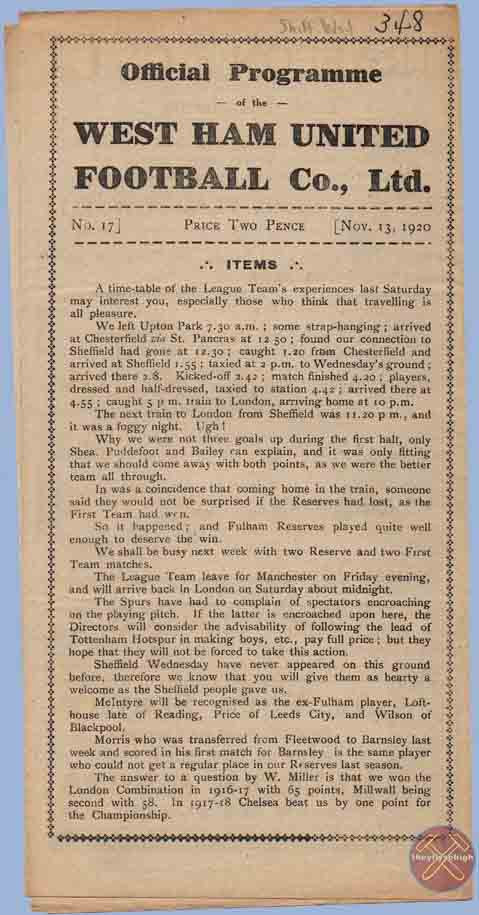 Sheff Wed 348
Official Programme
— of the —
WEST HAM UNITED
FOOTBALL Co., Ltd.
No. 17] PRICE TWO PENCE [NOV. 13, 1920
ITEMS
A time-table of the League Team's experiences last Saturday
may interest you, especially those who think that travelling is
all pleasure.
We left Upton Park 7.30 a.m. ; some strap-hanging ; arrived
at Chesterfield via St. Pancras at 12 50 ; found our connection to
Sheffield had gone at 12.30 ; caught 1.20 from Chesterfield and
arrived at Sheffield 1.55 ; taxied at 2 p.m. to Wednesday's ground ;
arrived there 2.8. Kicked-off 2.42 ; match finished 4.20 ; players,
dressed and half-dressed, taxied to station 4.42 ; arrived there at
4.55 ; caught 5 p m. train to London, arriving home at 10 p.m.
The next train to London from Sheffield was 11.20 p m., and
it was a foggy night. Ugh !
Why we were not three goals up during the first half, only
Shea, Puddefoot and Bailey can explain, and it was only fitting
that we should come away with both points, as we were the better
team all through.
In was a coincidence that coming home in the train, someone
said they would not be surprised if the Reserves had lost, as the
First Team had won.
So it happened ; and Fulham Reserves played quite well
enough to deserve the win.
We shall be busy next week with two Reserve and two First
Team matches.
The League Team leave for Manchester on Friday evening,
and will arrive back in London on Saturday about midnight.
The Spurs have had to complain of spectators encroaching
on the playing pitch. If the latter is encroached upon here, the
Directors will consider the advisability of following the lead of
Tottenham Hotspur in making boys, etc., pay full price ; but they
hope that they will not be forced to take this action.
Sheffield Wednesday have never appeared on this ground
before, therefore we know that you will give them as hearty a
welcome as the Sheffield people gave us.
McIntyre will be recognised as the ex-Fulham player, Loft-
house late of Reading, Price of Leeds City, and Wilson of
Blackpool.
Morris who was transferred from Fleetwood to Barnsley last
week and scored in his first match for Barnsley is the same player
who could not get a regular place in our Reserves last season.
The answer to a question by W. Miller is that we won the
London Combination in 1916-17 with 65 points, Millwall being
second with 58. In 1917-18 Chelsea beat us by one point for
the Championship.
theyflysohigh